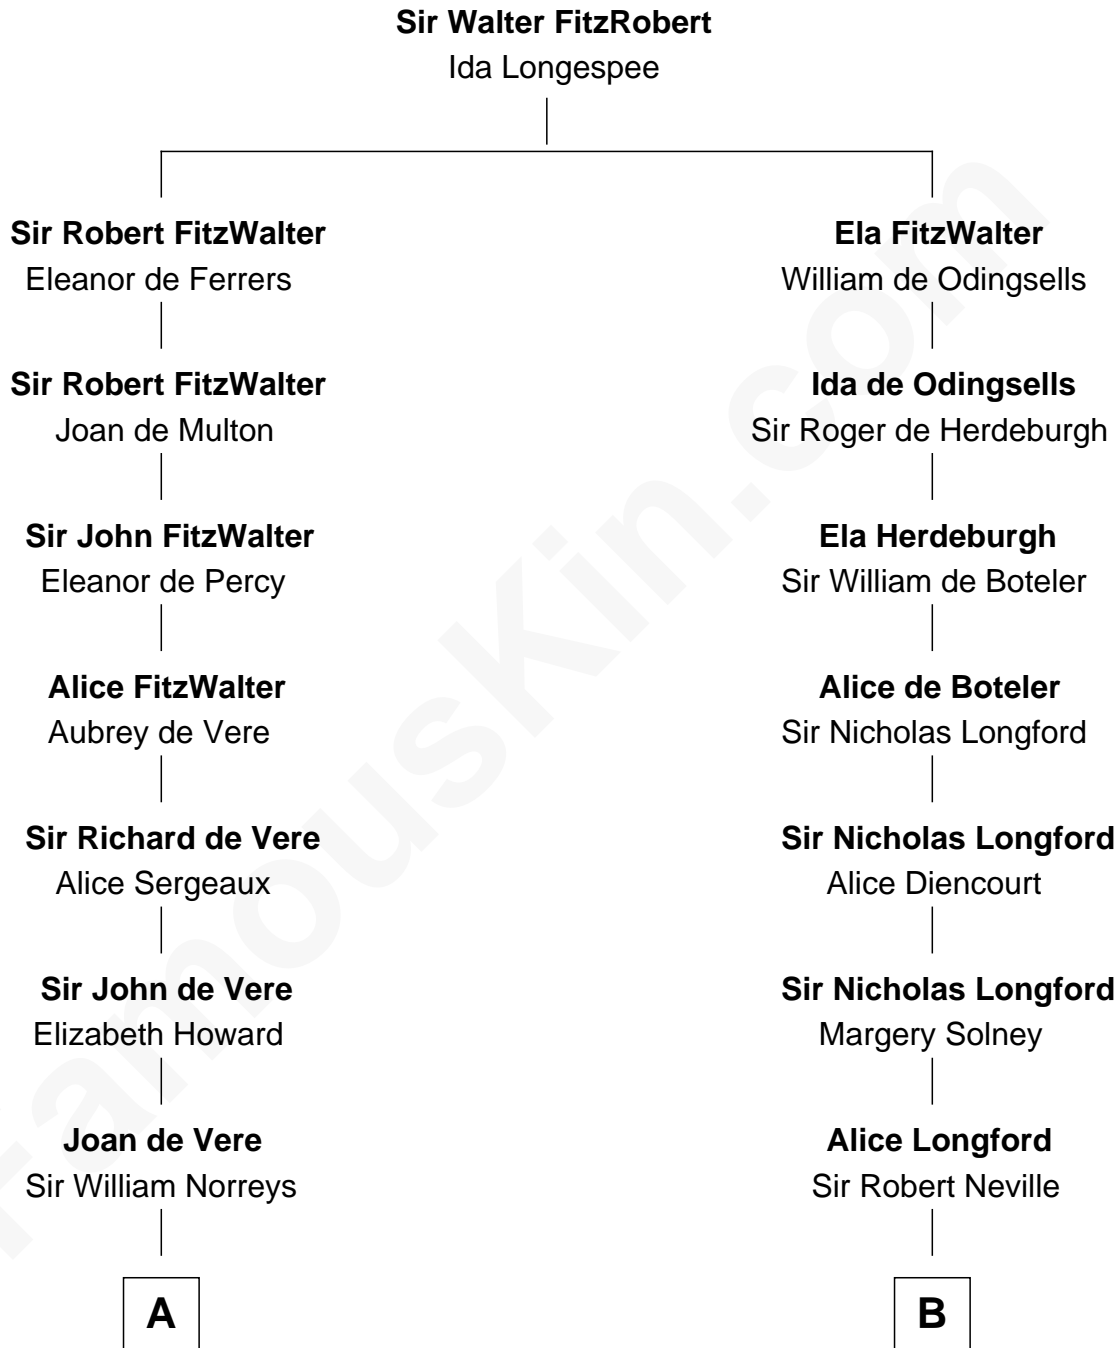 Sir Walter FitzRobert
Ida Longespee
Sir Robert FitzWalter
Eleanor de Ferrers
Sir Robert FitzWalter
Joan de Multon
Sir John FitzWalter
Eleanor de Percy
Alice FitzWalter
Aubrey de Vere
Sir Richard de Vere
Alice Sergeaux
Sir John de Vere
Elizabeth Howard
Joan de Vere
Sir William Norreys
A
Ela FitzWalter
William de Odingsells
Ida de Odingsells
Sir Roger de Herdeburgh
Ela Herdeburgh
Sir William de Boteler
Alice de Boteler
Sir Nicholas Longford
Sir Nicholas Longford
Alice Diencourt
Sir Nicholas Longford
Margery Solney
Alice Longford
Sir Robert Neville
B
FamousKin.com